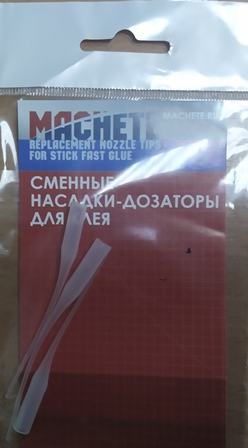 MACHETE
MACHETE.RU
REPLACEMENT NOZZLE TIPS
FOR STICK FAST GLUE
СМЕННЫЕ
НАСАДКИ-ДОЗАТОРЫ
ДЛЯ КЛЕЯ